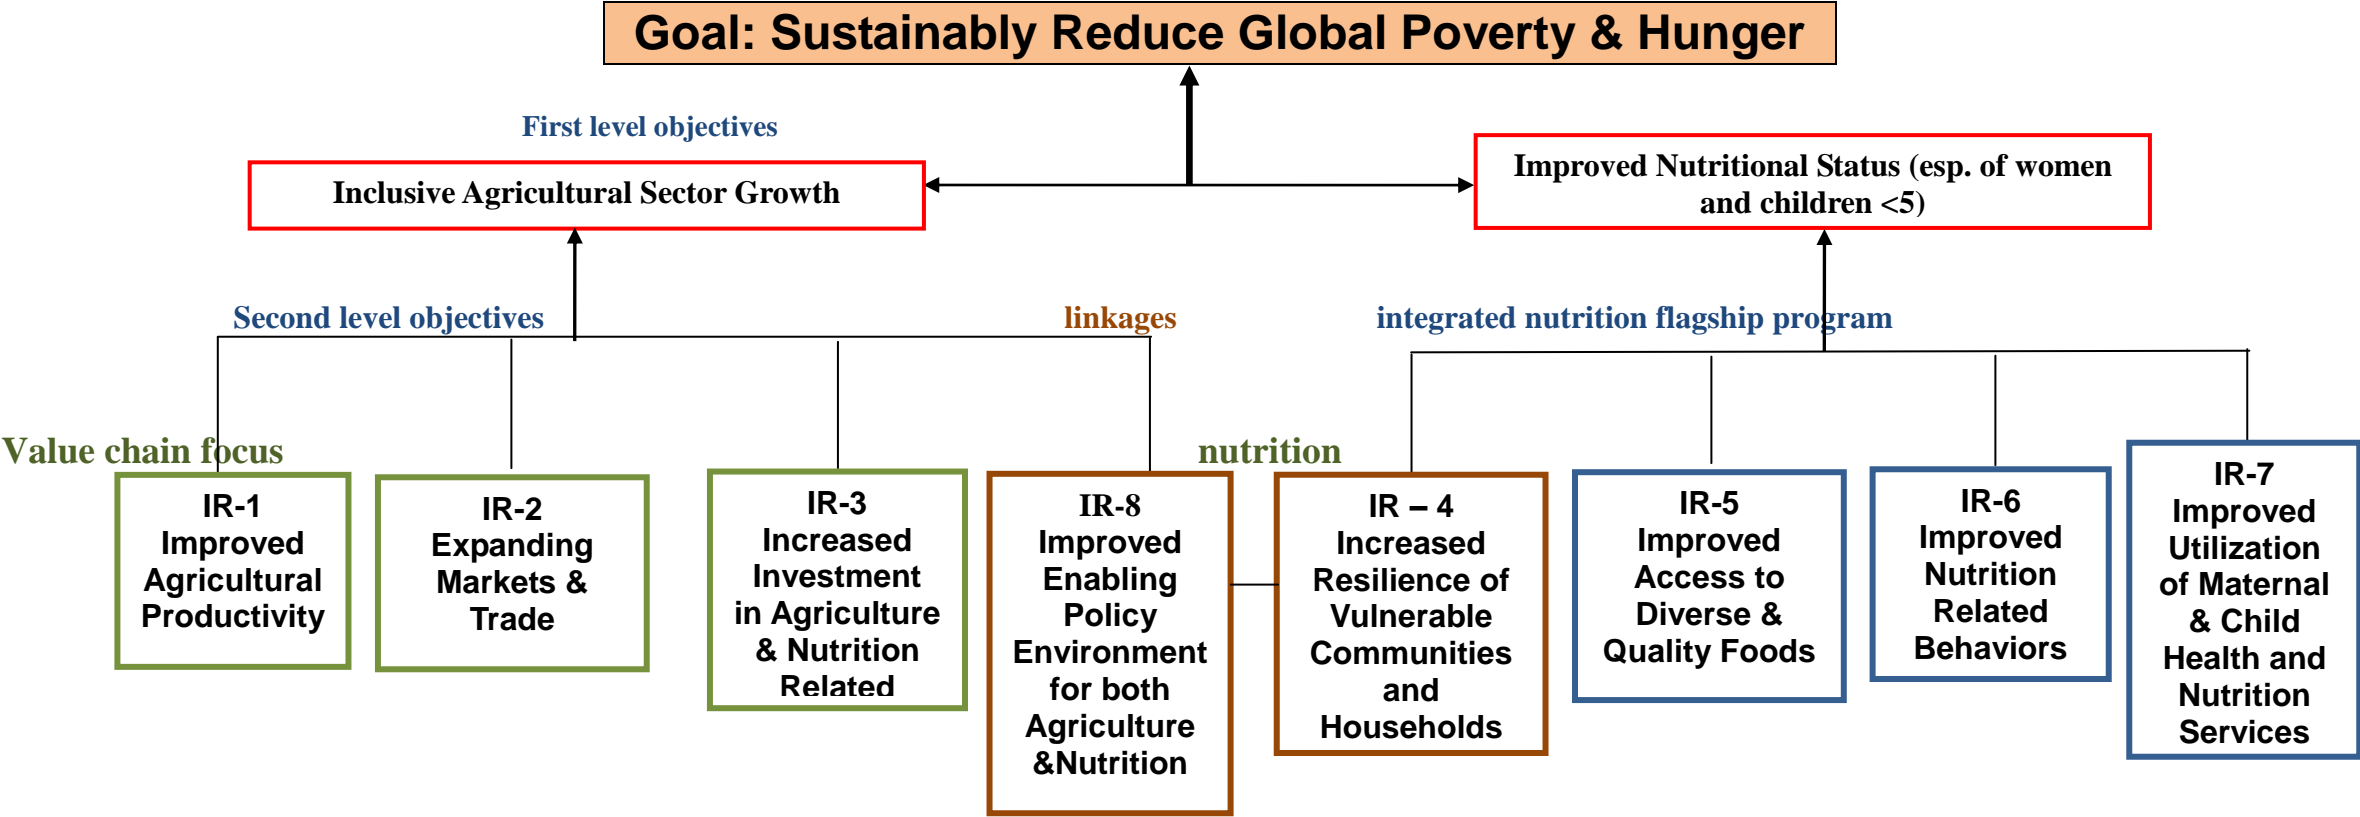 Goal: Sustainably Reduce Global Poverty & Hunger
First level objectives
Inclusive Agricultural Sector Growth
Improved Nutritional Status (esp. of women
and children <5)
Second level objectives
linkages
integrated nutrition flagship program
Value chain focus
nutrition
IR-1
Improved
Agricultural
Productivity
IR-2
Expanding
Markets &
Trade
IR-3
Increased
Investment
in Agriculture
& Nutrition
Related
IR-8
Improved
Enabling
Policy
Environment
for both
Agriculture
&Nutrition
IR – 4
Increased
Resilience of
Vulnerable
Communities
and
Households
IR-5
Improved
Access to
Diverse &
Quality Foods
IR-6
Improved
Nutrition
Related
Behaviors
IR-7
Improved
Utilization
of Maternal
& Child
Health and
Nutrition
Services